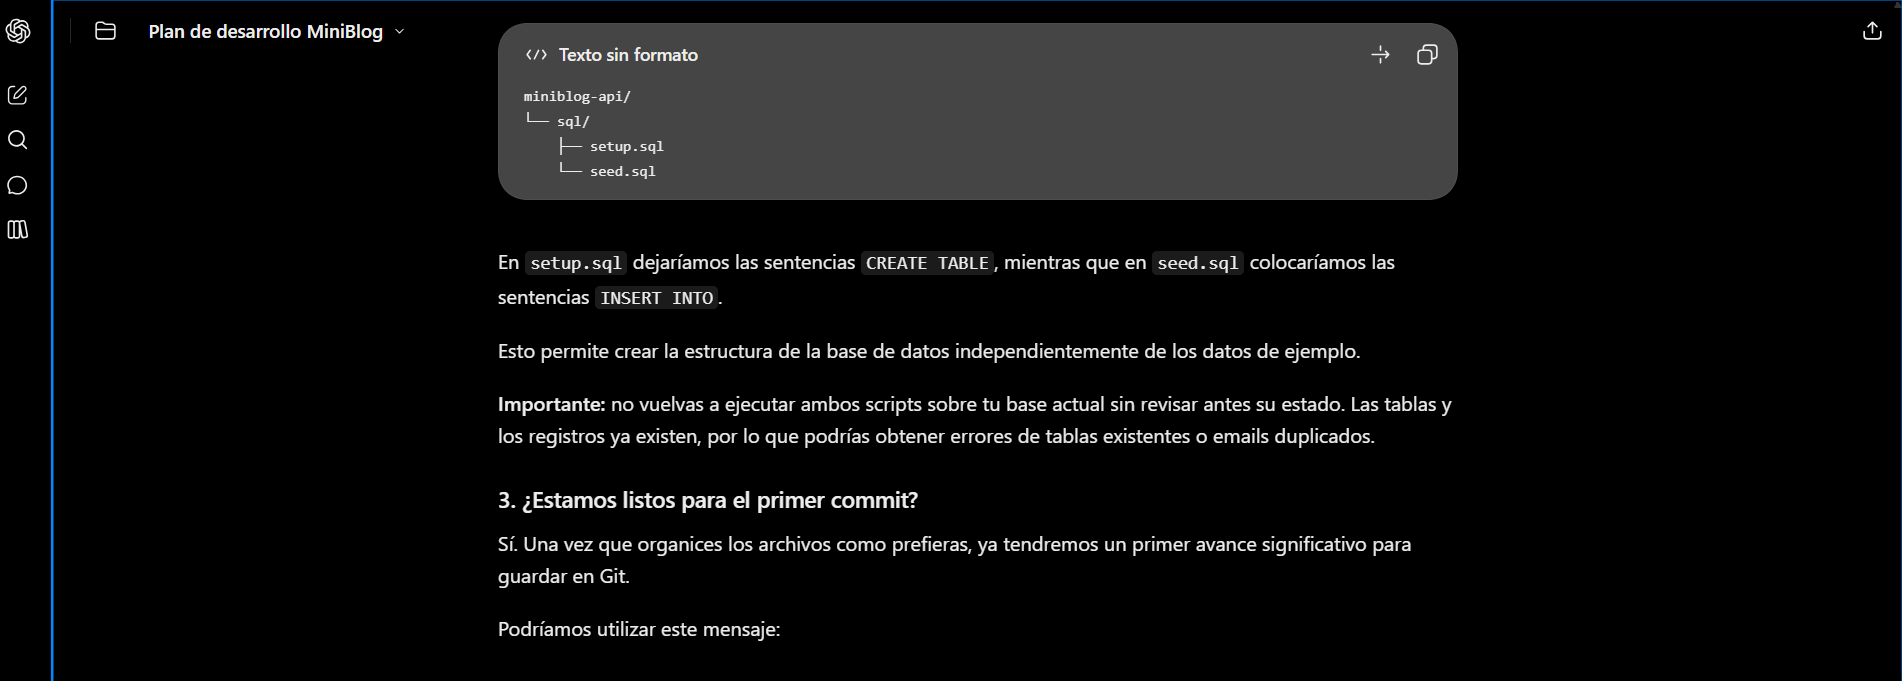 Plan de desarrollo MiniBlog
Texto sin formato
miniblog-api/
└── sql/
    ├── setup.sql
    └── seed.sql
En setup.sql dejaríamos las sentencias CREATE TABLE, mientras que en seed.sql colocaríamos las
sentencias INSERT INTO.
Esto permite crear la estructura de la base de datos independientemente de los datos de ejemplo.
Importante: no vuelvas a ejecutar ambos scripts sobre tu base actual sin revisar antes su estado. Las tablas y
los registros ya existen, por lo que podrías obtener errores de tablas existentes o emails duplicados.
3. ¿Estamos listos para el primer commit?
Sí. Una vez que organices los archivos como prefieras, ya tendremos un primer avance significativo para
guardar en Git.
Podríamos utilizar este mensaje: